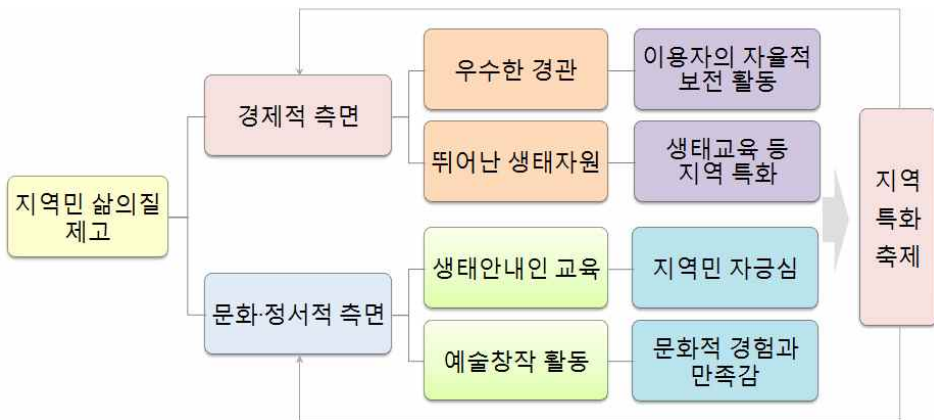 우수한 경관
이용자의 자율적
보전 활동
경제적 측면
뛰어난 생태자원
생태교육 등
지역 특화
지역민 삶의질
제고
생태안내인 교육
지역민 자긍심
문화·정서적 측면
예술창작 활동
문화적 경험과
만족감
지역
특화
축제